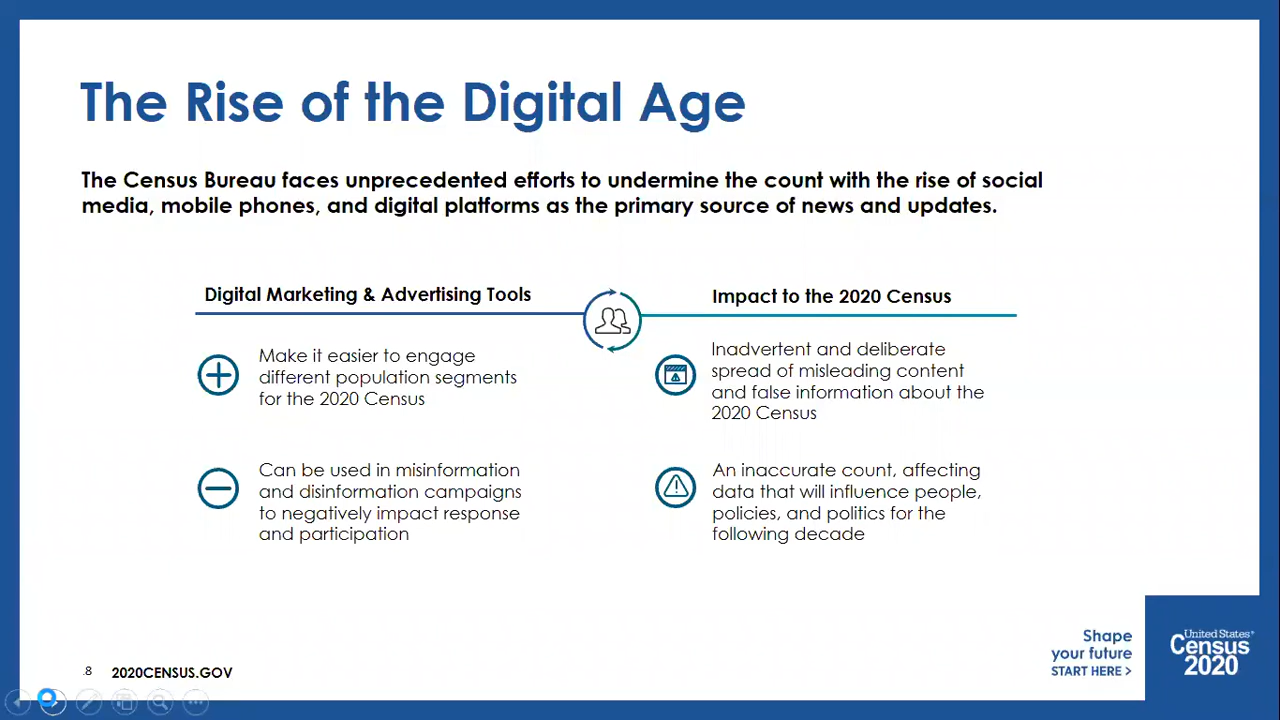 The Rise of the Digital Age
The Census Bureau faces unprecedented efforts to undermine the count with the rise of social
media, mobile phones, and digital platforms as the primary source of news and updates.
Digital Marketing & Advertising Tools
Make it easier to engage
different population segments
for the 2020 Census
Can be used in misinformation
and disinformation campaigns
to negatively impact response
and participation
Impact to the 2020 Census
Inadvertent and deliberate
spread of misleading content
and false information about the
2020 Census
An inaccurate count, affecting
data that will influence people,
policies, and politics for the
following decade
8 2020CENSUS.GOV
Shape
your future
START HERE >
United States
Census
2020